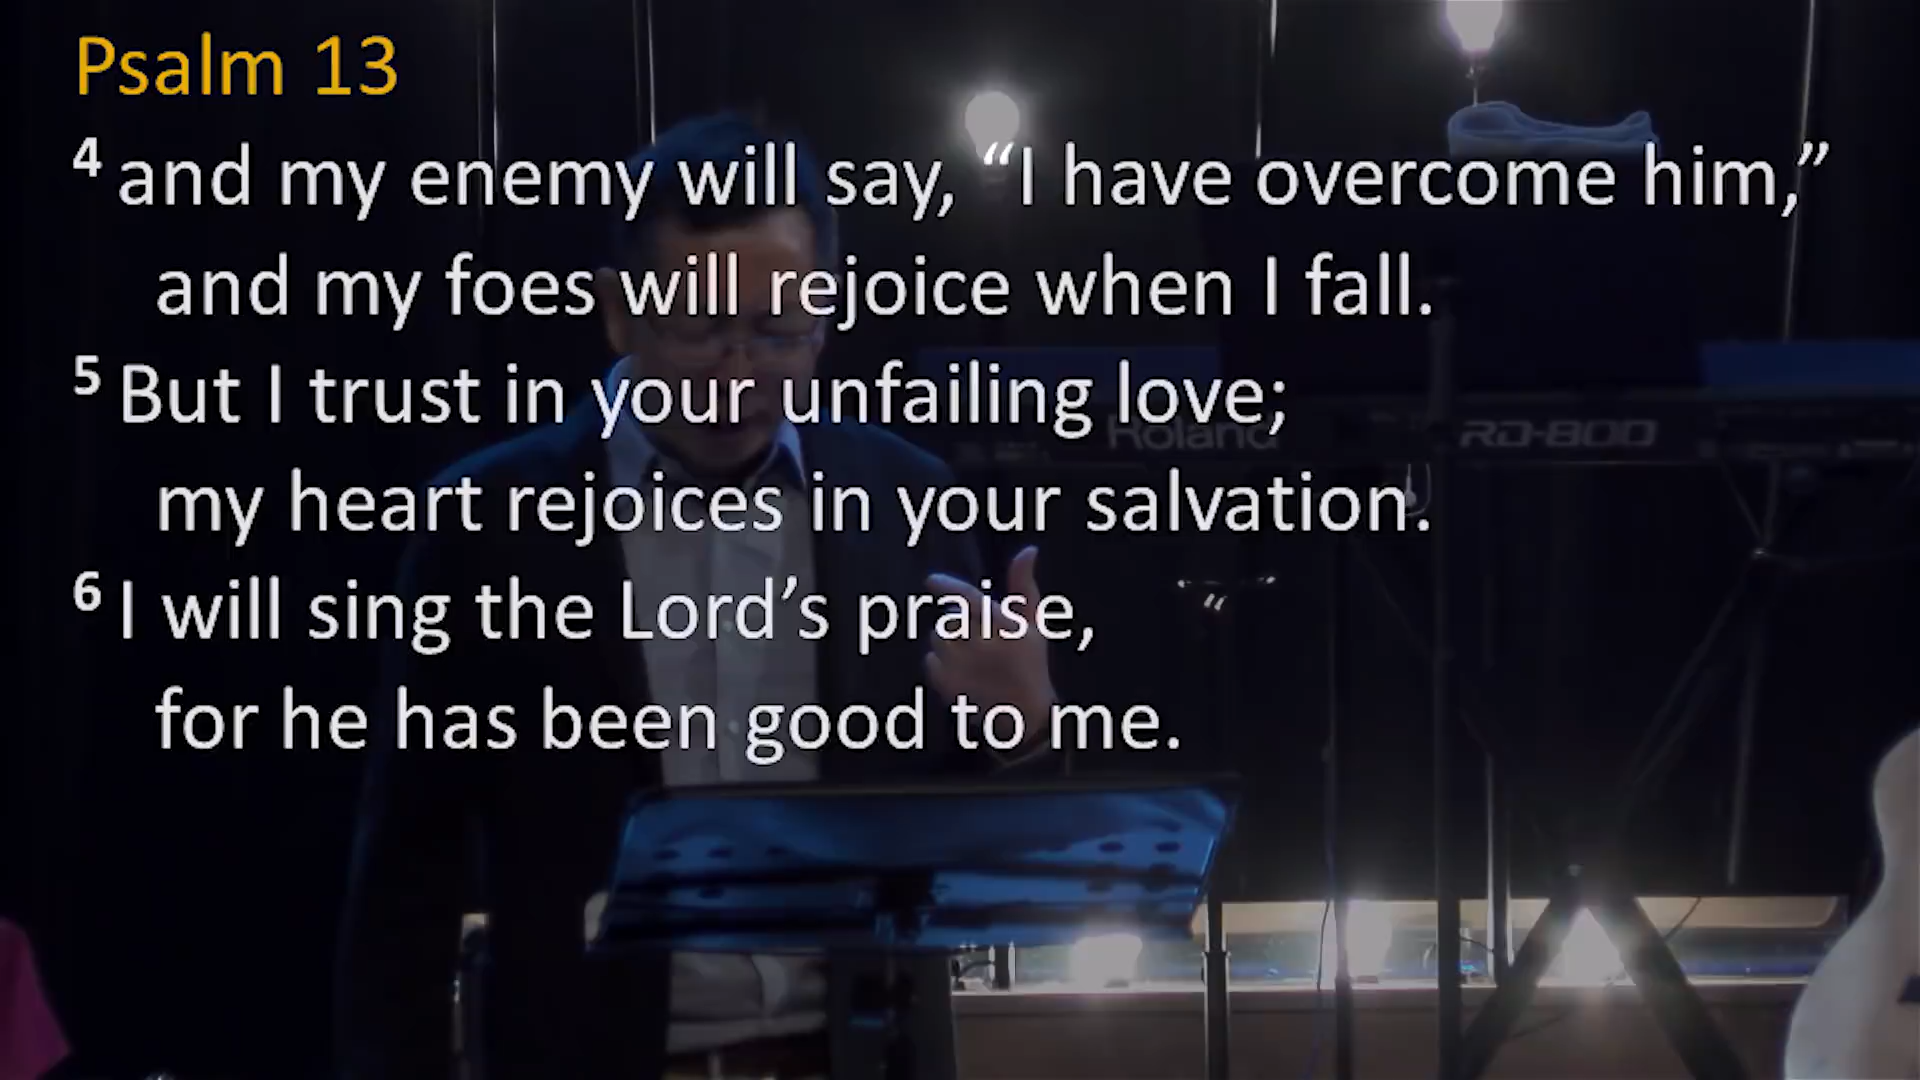 Psalm 13
4 and my enemy will say, “I have overcome him,”
and my foes will rejoice when I fall.
5 But I trust in your unfailing love;
my heart rejoices in your salvation.
6 I will sing the Lord’s praise,
for he has been good to me.
Roland RD-800